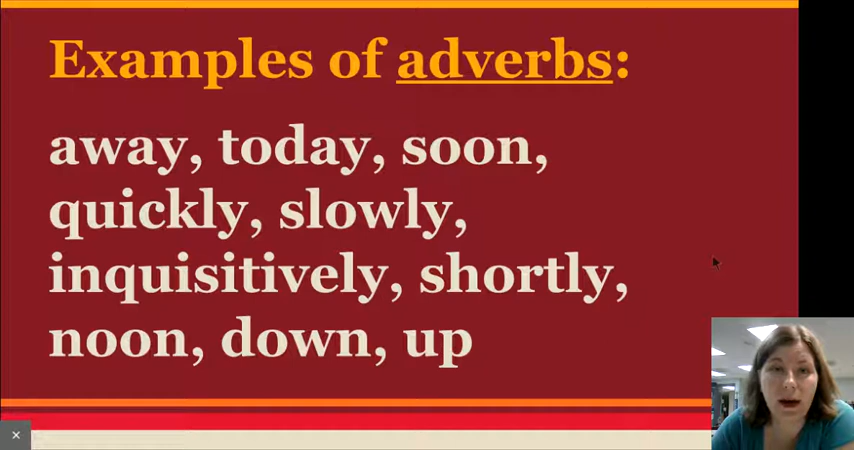 Examples of adverbs:
away, today, soon,
quickly, slowly,
inquisitively, shortly,
noon, down, up